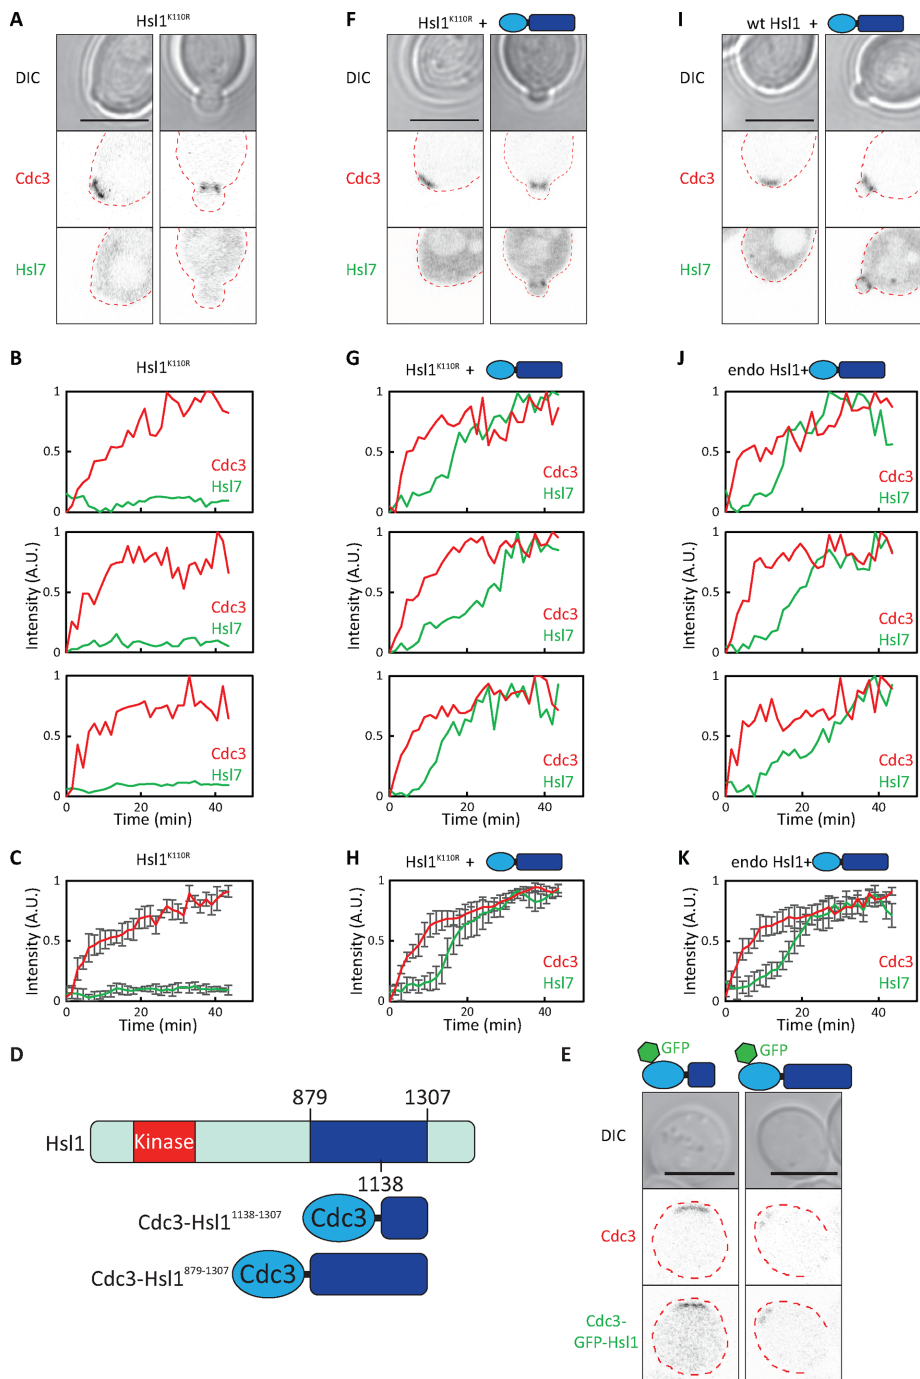 A
Hsl1K110R
DIC
Cdc3
Hsl7
F
Hsl1K110R +
DIC
Cdc3
Hsl7
I
wt Hsl1 +
DIC
Cdc3
Hsl7
B
Hsl1K110R
1
0.5
0
Cdc3
Hsl7
1
0.5
0
Intensity (A.U.)
Cdc3
Hsl7
1
0.5
0
Cdc3
Hsl7
0 20 40
Time (min)
G
Hsl1K110R +
1
0.5
0
Cdc3
Hsl7
1
0.5
0
Intensity (A.U.)
Cdc3
Hsl7
1
0.5
0
Cdc3
Hsl7
0 20 40
Time (min)
J
endo Hsl1+
1
0.5
0
Cdc3
Hsl7
1
0.5
0
Intensity (A.U.)
Cdc3
Hsl7
1
0.5
0
Cdc3
Hsl7
0 20 40
Time (min)
C
Hsl1K110R
1
0.5
0
Intensity (A.U.)
Cdc3
Hsl7
0 20 40
Time (min)
H
Hsl1K110R +
1
0.5
0
Intensity (A.U.)
Cdc3
Hsl7
0 20 40
Time (min)
K
endo Hsl1+
1
0.5
0
Intensity (A.U.)
Cdc3
Hsl7
0 20 40
Time (min)
D
879 1307
Hsl1 Kinase
1138
Cdc3-Hsl11138-1307 Cdc3
Cdc3-Hsl1879-1307 Cdc3
E
GFP GFP
DIC
Cdc3
Cdc3-
GFP-Hsl1